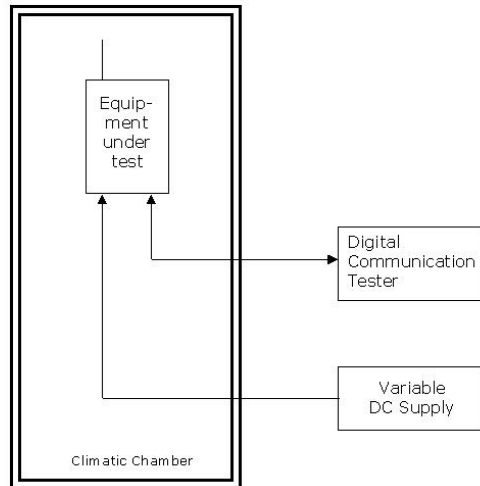 Equip-
ment
under
test
Digital
Communication
Tester
Variable
DC Supply
Climatic Chamber